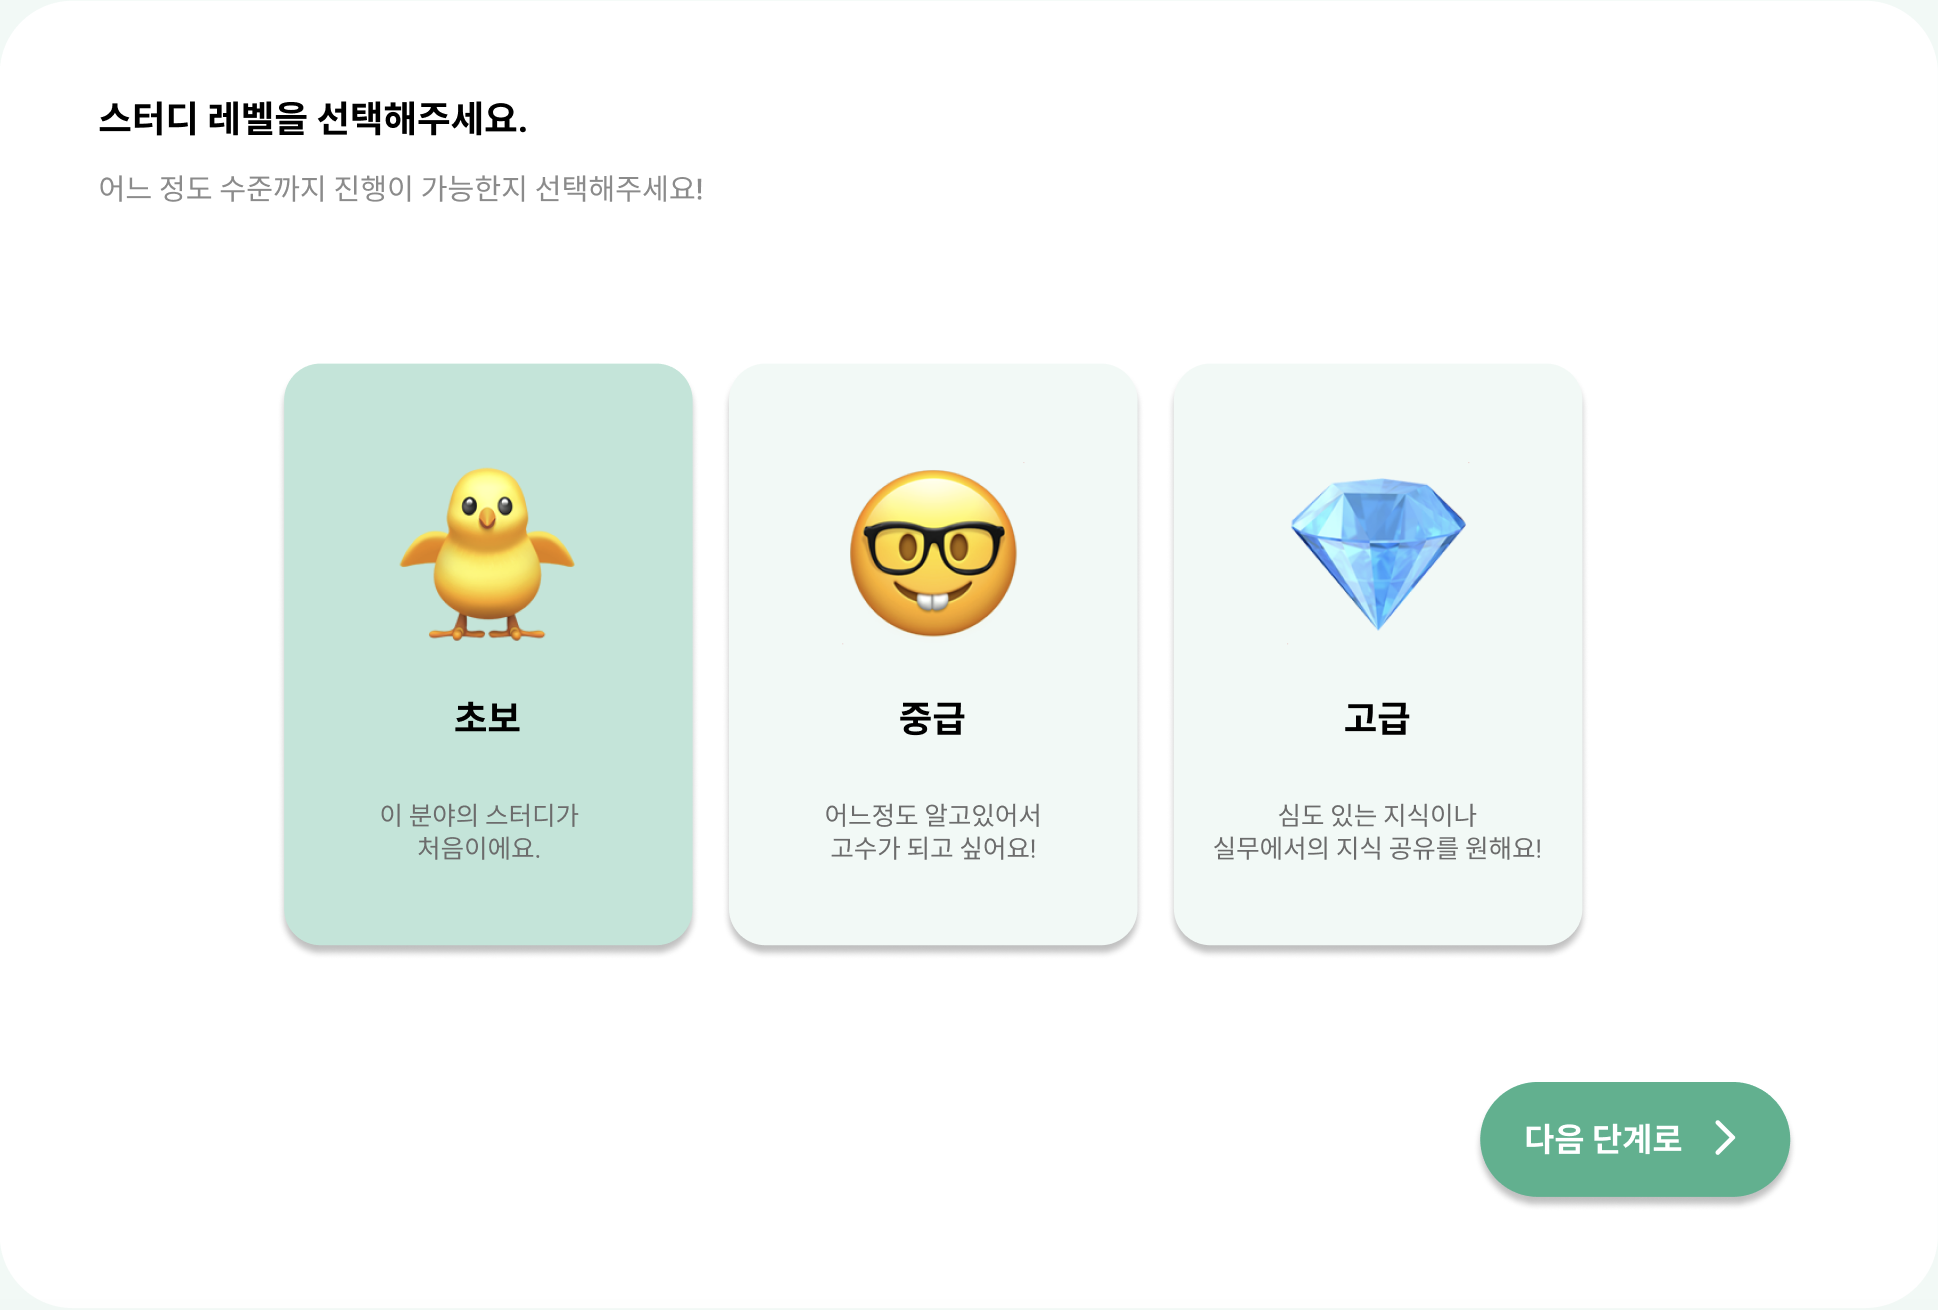 스터디 레벨을 선택해주세요.
어느 정도 수준까지 진행이 가능한지 선택해주세요!
초보
이 분야의 스터디가
처음이에요.
중급
어느정도 알고있어서
고수가 되고 싶어요!
고급
심도 있는 지식이나
실무에서의 지식 공유를 원해요!
다음 단계로